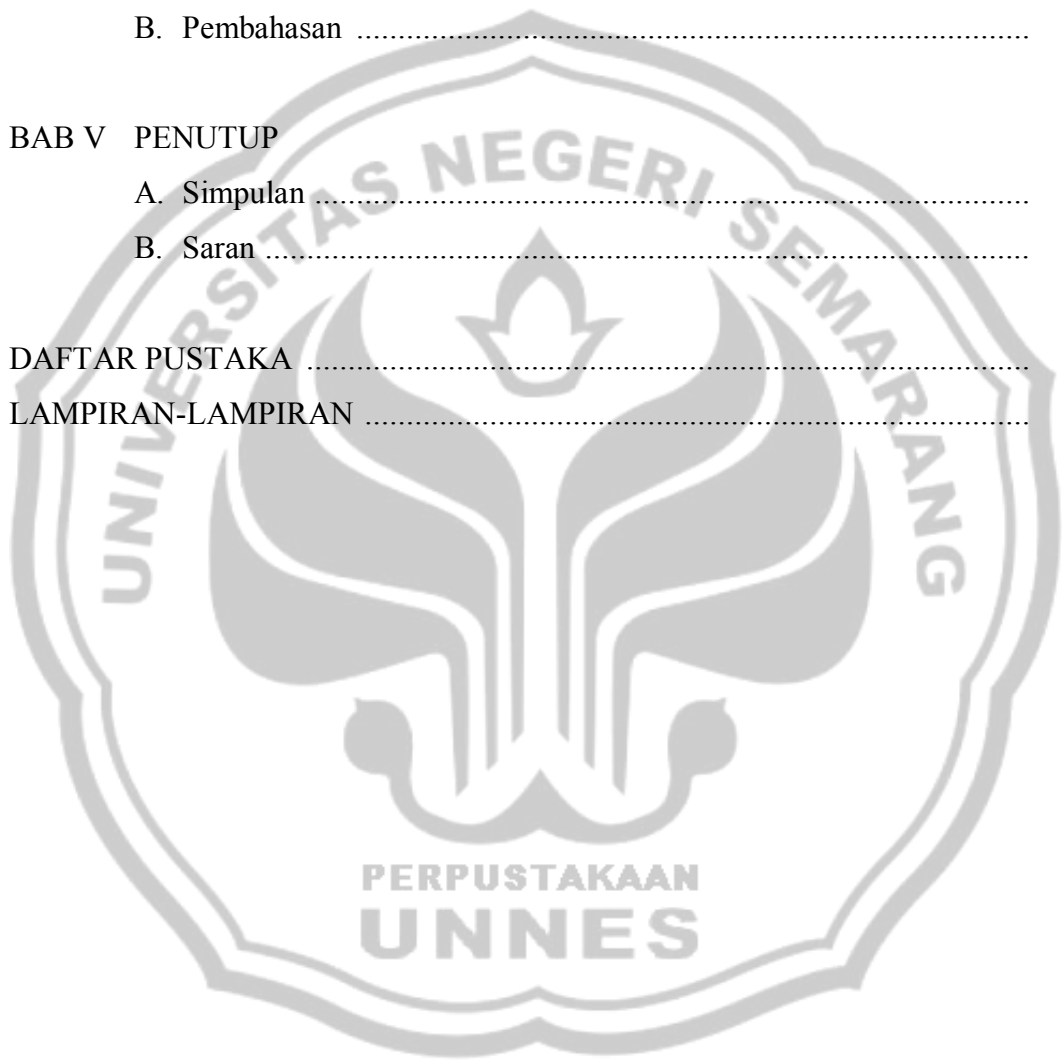 B. Pembahasan ................................................................................
BAB V PENUTUP
A. Simpulan ......................................................................................
B. Saran ............................................................................................
DAFTAR PUSTAKA ......................................................................................
LAMPIRAN-LAMPIRAN ................................................................................
UNIVERSITAS NEGERI SEMARANG
PERPUSTAKAAN
UNNES